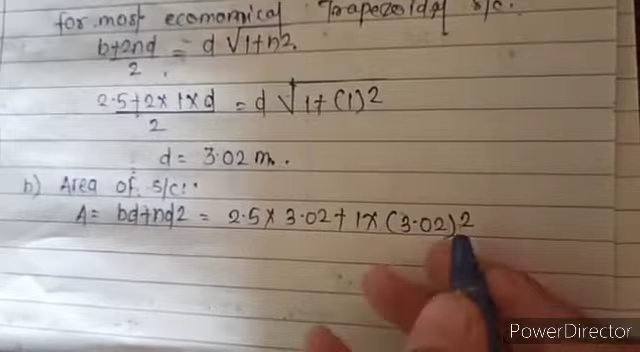 for most ecomomical Trapezoidal s/c.
b+2nd = d √1+n2.
2
2.5+2×1×d = d √1+(1)2
2
d = 3.02 m.
b) Area of s/c:
A = bd+nd2 = 2.5 × 3.02 + 1× (3.02)2
PowerDirector